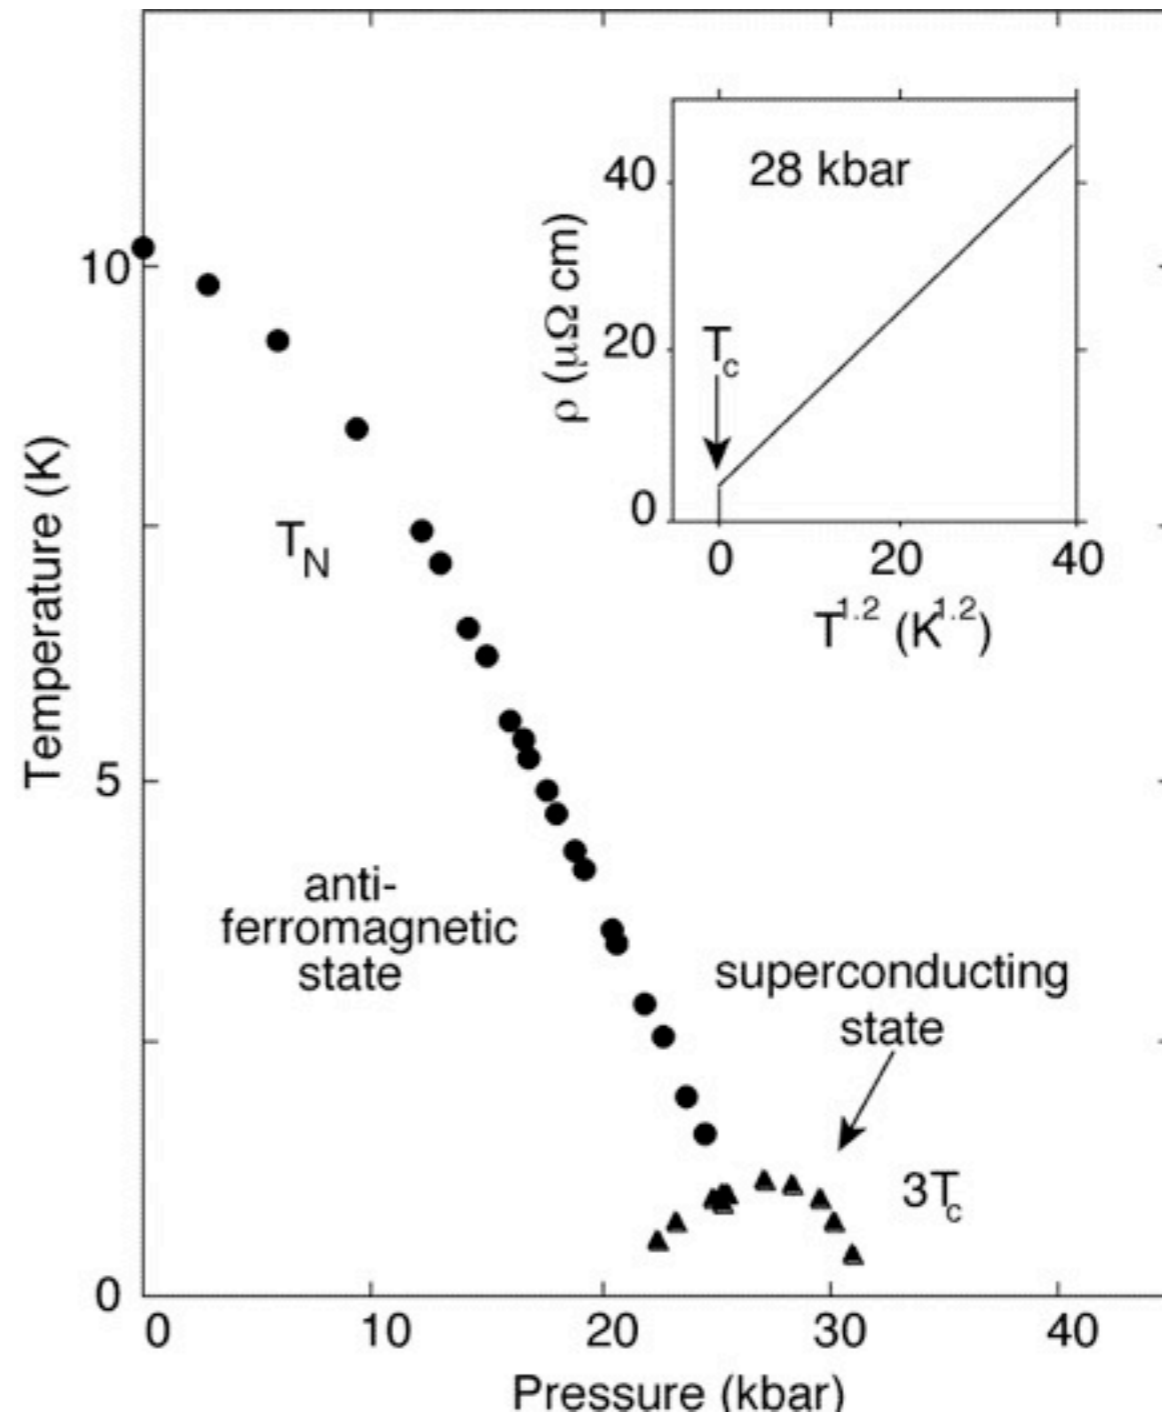 28 kbar
40
20
0
ρ (μΩ cm)
T_c
0 20 40
T^1.2 (K^1.2)
10
5
0
Temperature (K)
T_N
anti-
ferromagnetic
state
superconducting
state
3T_c
0 10 20 30 40
Pressure (kbar)